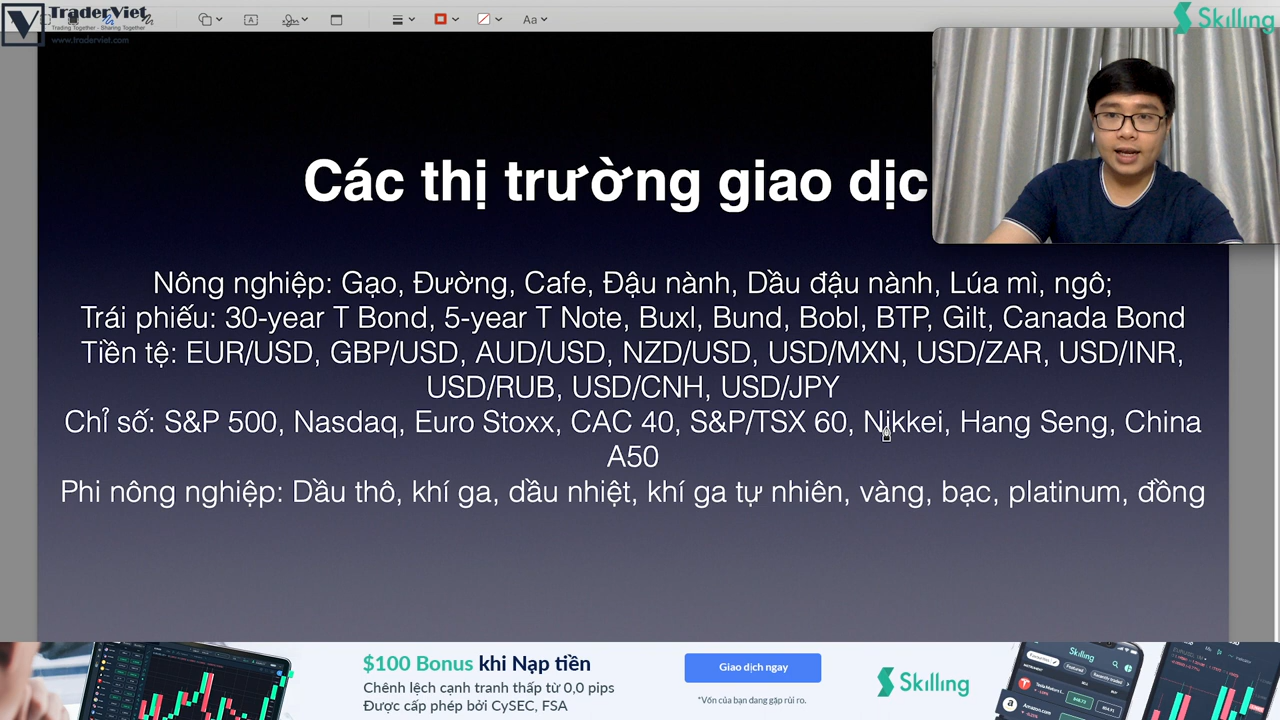 TraderViet
Trading Together - Sharing Together
www.traderviet.com
Aa
Skilling
Các thị trường giao dịc
Nông nghiệp: Gạo, Đường, Cafe, Đậu nành, Dầu đậu nành, Lúa mì, ngô;
Trái phiếu: 30-year T Bond, 5-year T Note, Buxl, Bund, Bobl, BTP, Gilt, Canada Bond
Tiền tệ: EUR/USD, GBP/USD, AUD/USD, NZD/USD, USD/MXN, USD/ZAR, USD/INR,
USD/RUB, USD/CNH, USD/JPY
Chỉ số: S&P 500, Nasdaq, Euro Stoxx, CAC 40, S&P/TSX 60, Nikkei, Hang Seng, China
A50
Phi nông nghiệp: Dầu thô, khí ga, dầu nhiệt, khí ga tự nhiên, vàng, bạc, platinum, đồng
$100 Bonus khi Nạp tiền
Chênh lệch cạnh tranh thấp từ 0,0 pips
Được cấp phép bởi CySEC, FSA
Giao dịch ngay
*Vốn của bạn đang gặp rủi ro.
Skilling
Skilling
Amazon.com